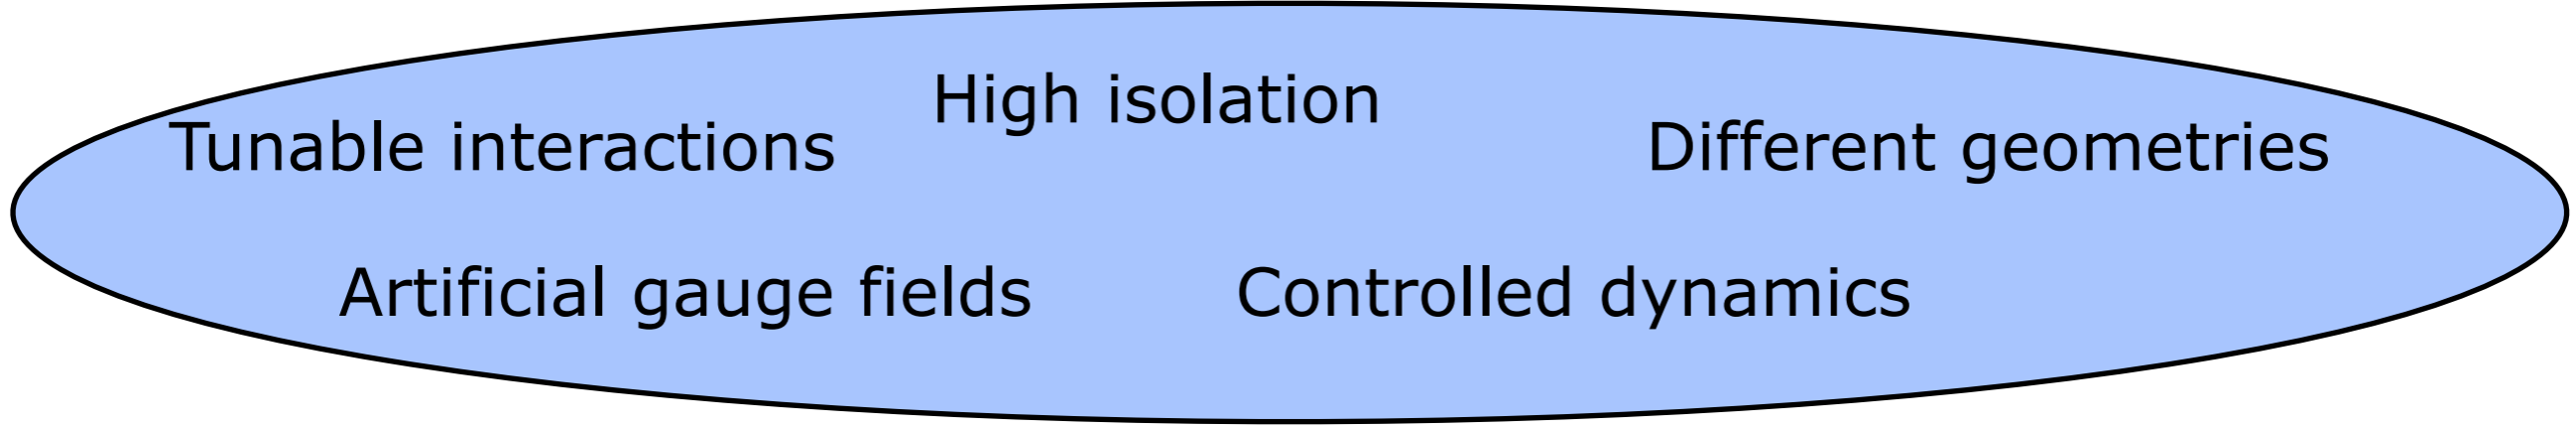 High isolation
Tunable interactions
Different geometries
Artificial gauge fields
Controlled dynamics